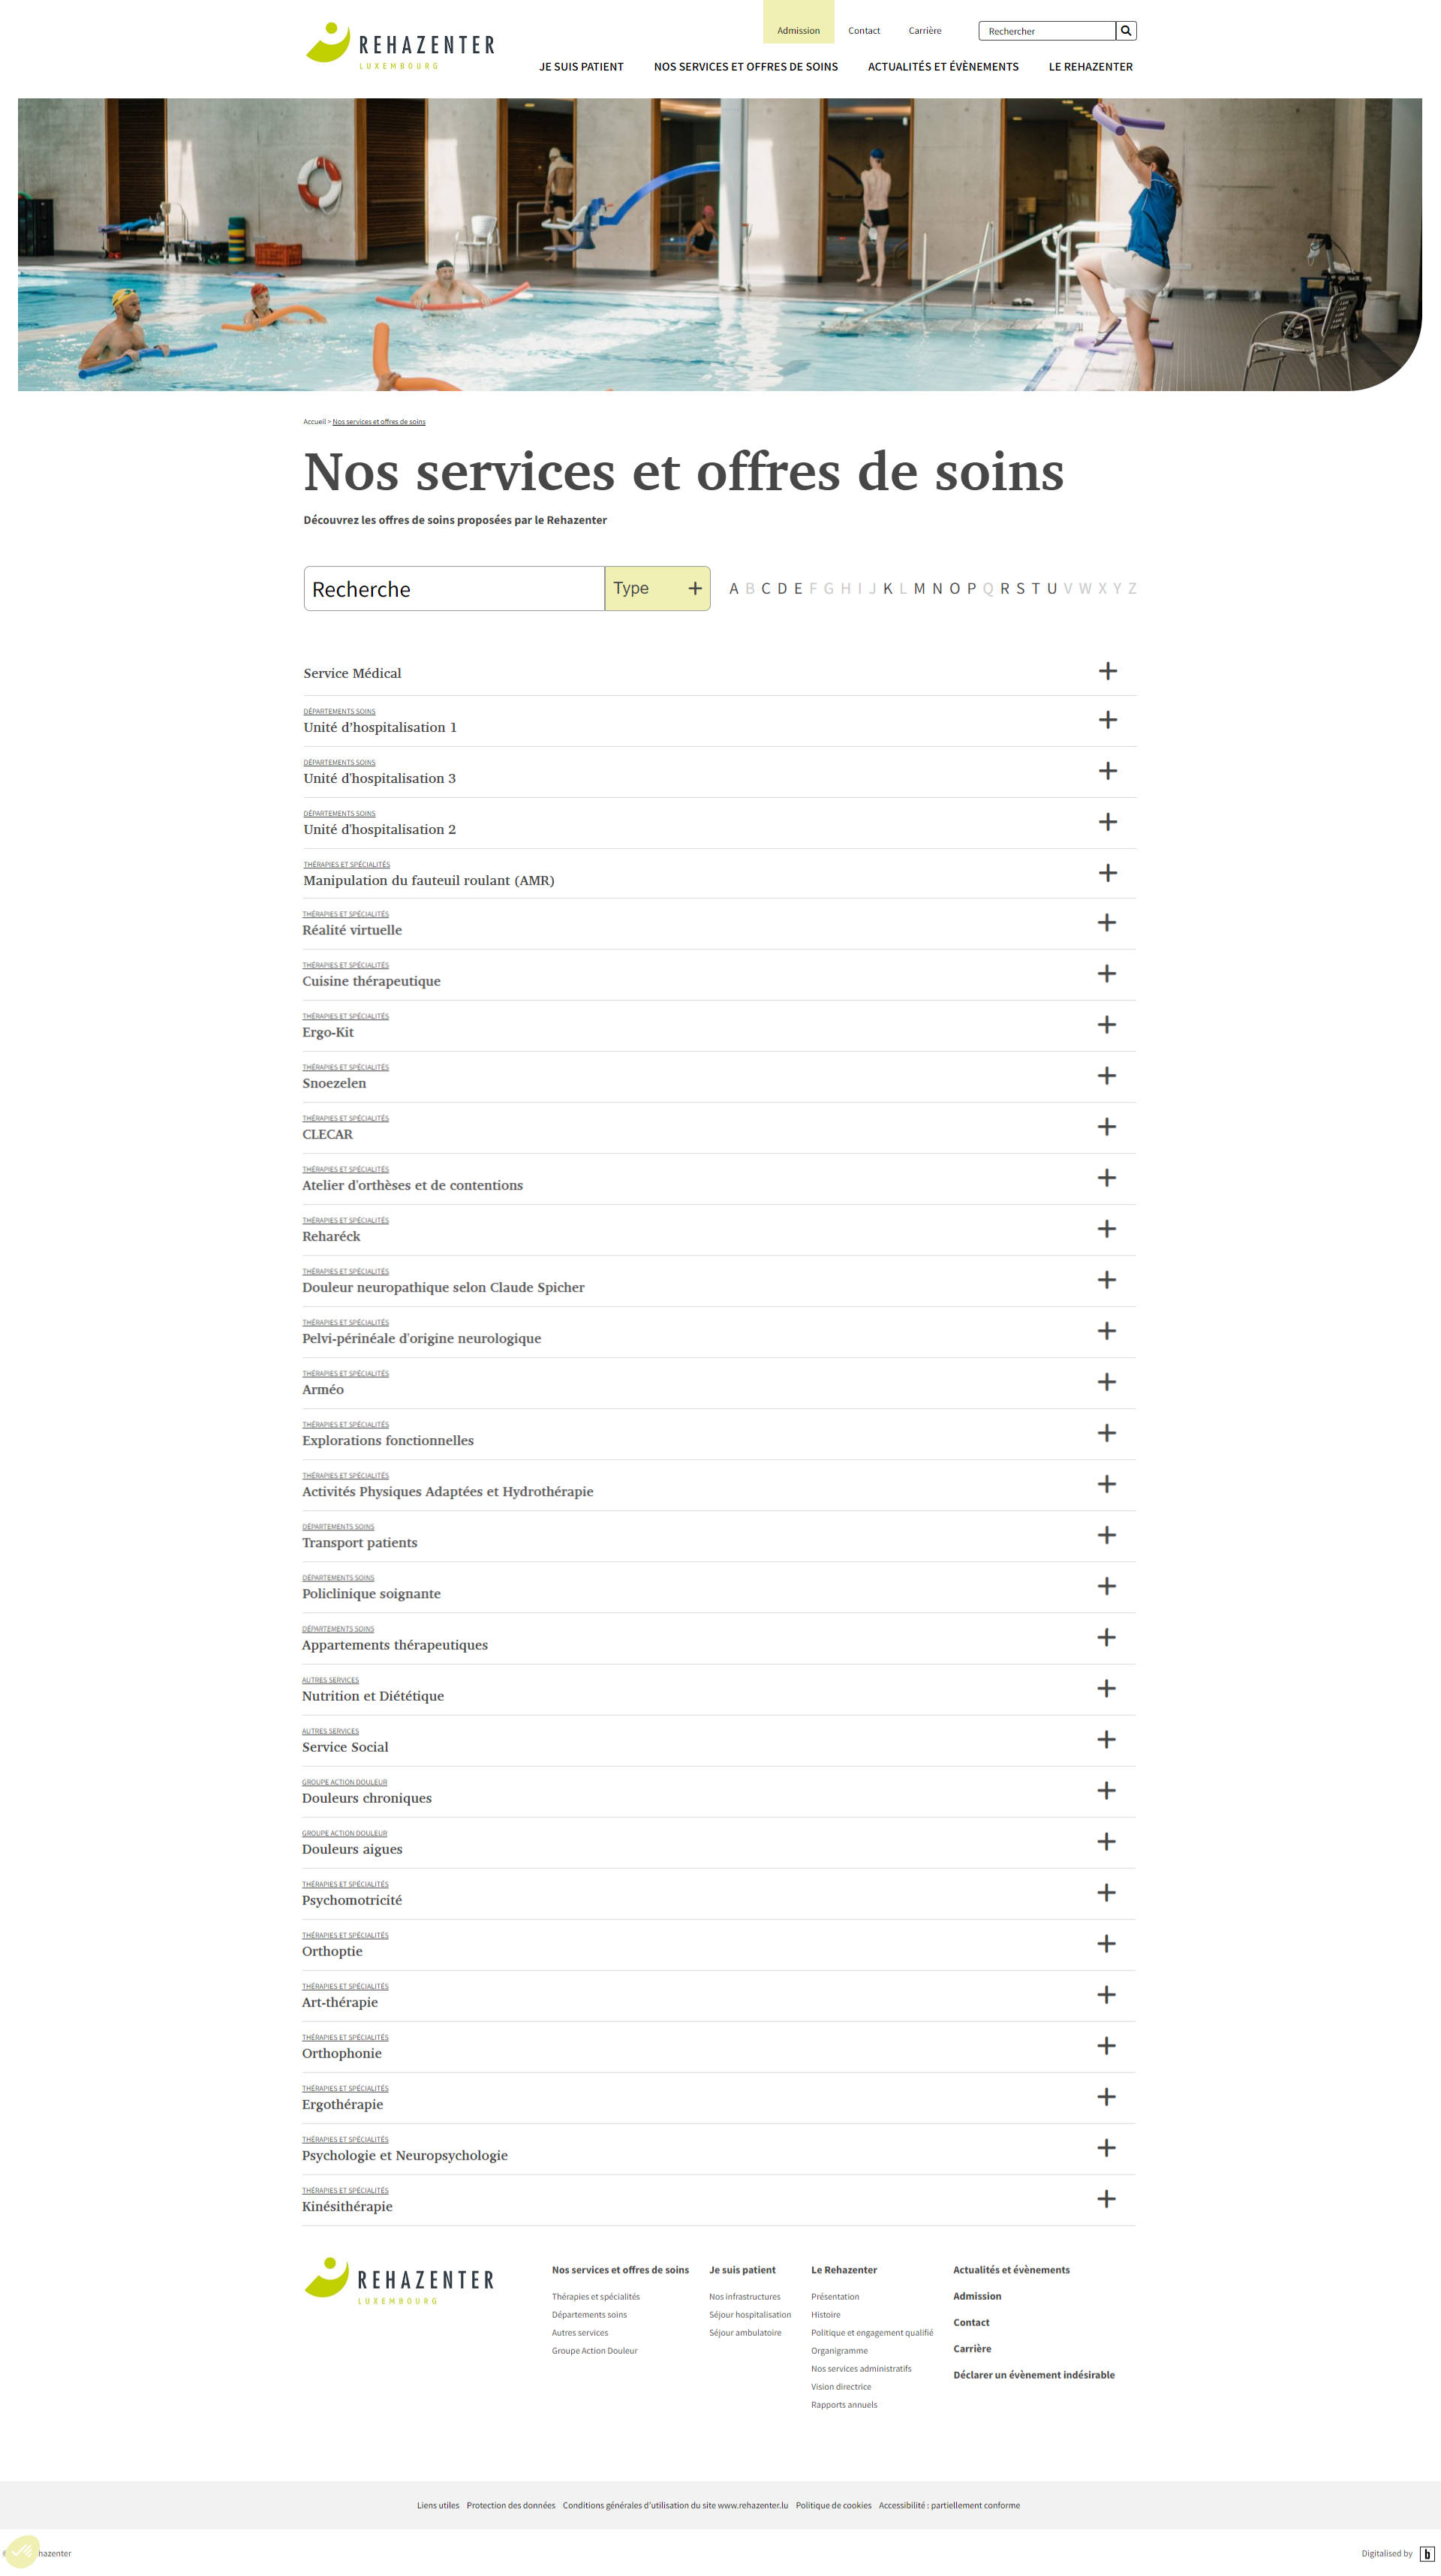 REHAZENTER
LUXEMBOURG
Admission
Contact
Carrière
Rechercher
JE SUIS PATIENT
NOS SERVICES ET OFFRES DE SOINS
ACTUALITÉS ET ÉVÈNEMENTS
LE REHAZENTER
Accueil > Nos services et offres de soins
Nos services et offres de soins
Découvrez les offres de soins proposées par le Rehazenter
Recherche
Type
A B C D E F G H I J K L M N O P Q R S T U V W X Y Z
Service Médical
DÉPARTEMENTS SOINS
Unité d’hospitalisation 1
DÉPARTEMENTS SOINS
Unité d'hospitalisation 3
DÉPARTEMENTS SOINS
Unité d'hospitalisation 2
THÉRAPIES ET SPÉCIALITÉS
Manipulation du fauteuil roulant (AMR)
THÉRAPIES ET SPÉCIALITÉS
Réalité virtuelle
THÉRAPIES ET SPÉCIALITÉS
Cuisine thérapeutique
THÉRAPIES ET SPÉCIALITÉS
Ergo-Kit
THÉRAPIES ET SPÉCIALITÉS
Snoezelen
THÉRAPIES ET SPÉCIALITÉS
CLECAR
THÉRAPIES ET SPÉCIALITÉS
Atelier d'orthèses et de contentions
THÉRAPIES ET SPÉCIALITÉS
Reharéck
THÉRAPIES ET SPÉCIALITÉS
Douleur neuropathique selon Claude Spicher
THÉRAPIES ET SPÉCIALITÉS
Pelvi-périnéale d'origine neurologique
THÉRAPIES ET SPÉCIALITÉS
Arméo
THÉRAPIES ET SPÉCIALITÉS
Explorations fonctionnelles
THÉRAPIES ET SPÉCIALITÉS
Activités Physiques Adaptées et Hydrothérapie
DÉPARTEMENTS SOINS
Transport patients
DÉPARTEMENTS SOINS
Policlinique soignante
DÉPARTEMENTS SOINS
Appartements thérapeutiques
AUTRES SERVICES
Nutrition et Diététique
AUTRES SERVICES
Service Social
GROUPE ACTION DOULEUR
Douleurs chroniques
GROUPE ACTION DOULEUR
Douleurs aigues
THÉRAPIES ET SPÉCIALITÉS
Psychomotricité
THÉRAPIES ET SPÉCIALITÉS
Orthoptie
THÉRAPIES ET SPÉCIALITÉS
Art-thérapie
THÉRAPIES ET SPÉCIALITÉS
Orthophonie
THÉRAPIES ET SPÉCIALITÉS
Ergothérapie
THÉRAPIES ET SPÉCIALITÉS
Psychologie et Neuropsychologie
THÉRAPIES ET SPÉCIALITÉS
Kinésithérapie
REHAZENTER
LUXEMBOURG
Nos services et offres de soins
Thérapies et spécialités
Départements soins
Autres services
Groupe Action Douleur
Je suis patient
Nos infrastructures
Séjour hospitalisation
Séjour ambulatoire
Le Rehazenter
Présentation
Histoire
Politique et engagement qualifié
Organigramme
Nos services administratifs
Vision directrice
Rapports annuels
Actualités et évènements
Admission
Contact
Carrière
Déclarer un évènement indésirable
Liens utiles
Protection des données
Conditions générales d'utilisation du site www.rehazenter.lu
Politique de cookies
Accessibilité : partiellement conforme
hazenter
Digitalised by b